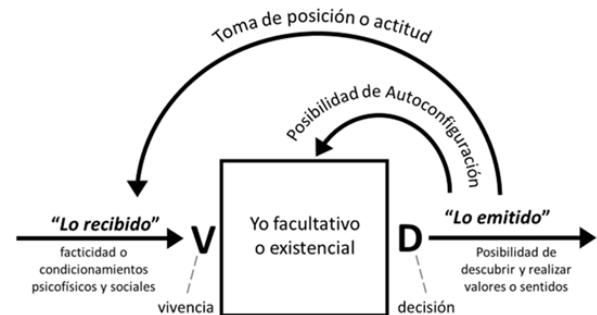 Toma de posición o actitud
Posibilidad de Autoconfiguración
“Lo recibido”
facticidad o
condicionamientos
psicofísicos y sociales
V
vivencia
Yo facultativo
o existencial
D
decisión
“Lo emitido”
Posibilidad de
descubrir y realizar
valores o sentidos